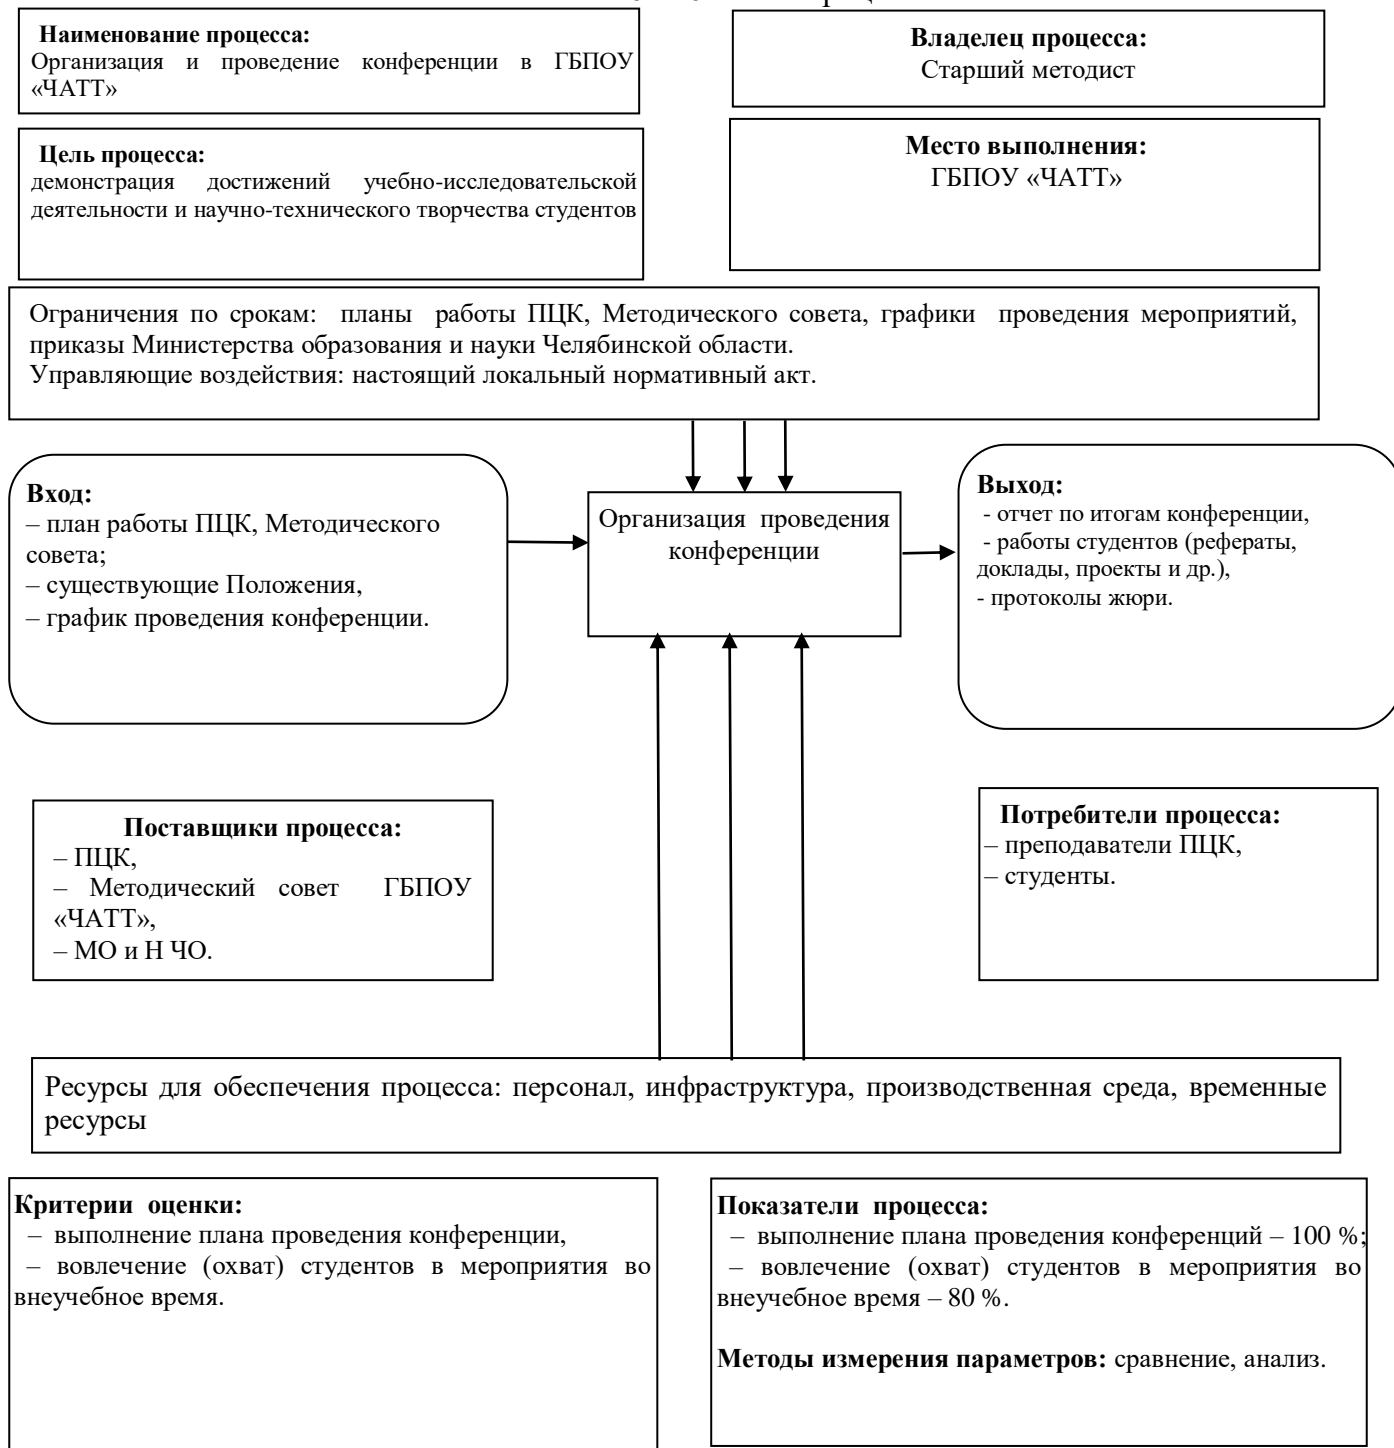 Наименование процесса:
Организация и проведение конференции в ГБПОУ
«ЧАТТ»
Владелец процесса:
Старший методист
Цель процесса:
демонстрация достижений учебно-исследовательской
деятельности и научно-технического творчества студентов
Место выполнения:
ГБПОУ «ЧАТТ»
Ограничения по срокам: планы работы ПЦК, Методического совета, графики проведения мероприятий,
приказы Министерства образования и науки Челябинской области.
Управляющие воздействия: настоящий локальный нормативный акт.
Вход:
– план работы ПЦК, Методического
совета;
– существующие Положения,
– график проведения конференции.
Организация проведения
конференции
Выход:
- отчет по итогам конференции,
- работы студентов (рефераты,
доклады, проекты и др.),
- протоколы жюри.
Поставщики процесса:
– ПЦК,
– Методический совет ГБПОУ
«ЧАТТ»,
– МО и Н ЧО.
Потребители процесса:
– преподаватели ПЦК,
– студенты.
Ресурсы для обеспечения процесса: персонал, инфраструктура, производственная среда, временные
ресурсы
Критерии оценки:
– выполнение плана проведения конференции,
– вовлечение (охват) студентов в мероприятия во
внеучебное время.
Показатели процесса:
– выполнение плана проведения конференций – 100 %;
– вовлечение (охват) студентов в мероприятия во
внеучебное время – 80 %.
Методы измерения параметров: сравнение, анализ.